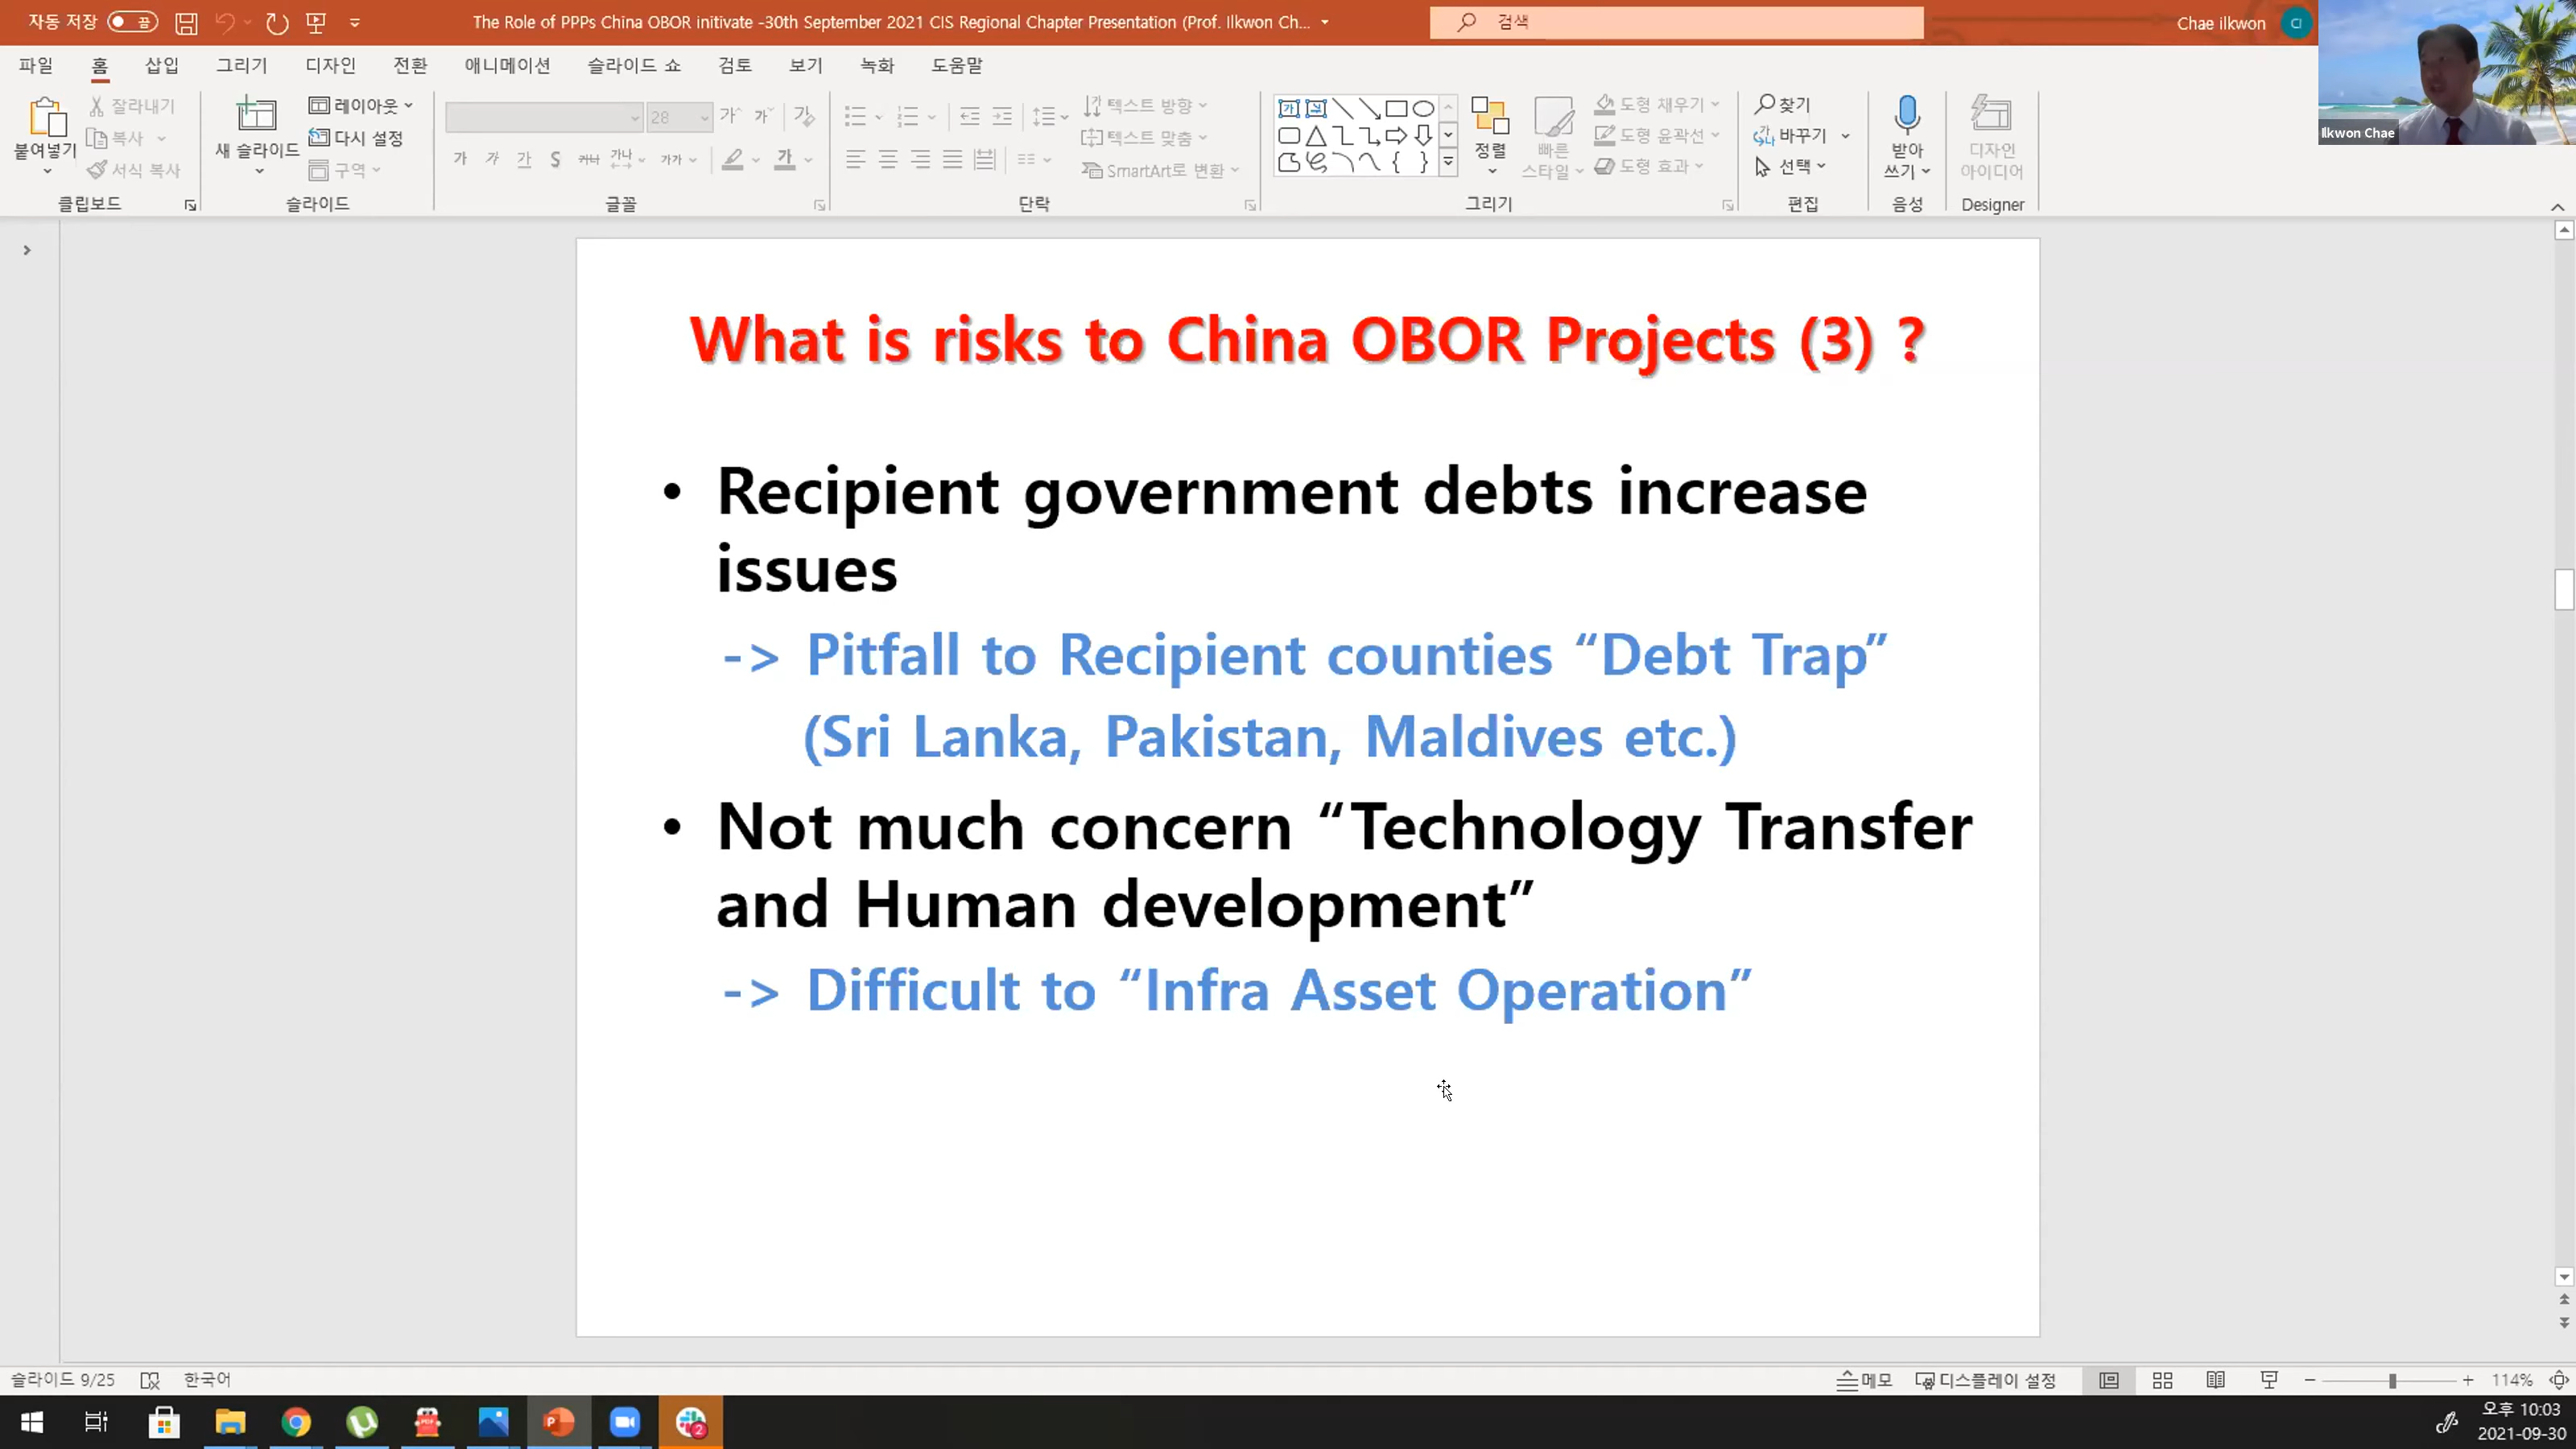 자동 저장 끔
The Role of PPPs China OBOR initivate -30th September 2021 CIS Regional Chapter Presentation (Prof. Ilkwon Ch...
검색
Chae ilkwon
CI
Ilkwon Chae
파일 홈 삽입 그리기 디자인 전환 애니메이션 슬라이드 쇼 검토 보기 녹화 도움말
붙여넣기
잘라내기
복사
서식 복사
클립보드
새 슬라이드
레이아웃
다시 설정
구역
슬라이드
28
글꼴
텍스트 방향
텍스트 맞춤
SmartArt로 변환
단락
정렬
빠른 스타일
도형 채우기
도형 윤곽선
도형 효과
그리기
찾기
바꾸기
선택
편집
받아쓰기
음성
디자인 아이디어
Designer
What is risks to China OBOR Projects (3) ?
• Recipient government debts increase
issues
-> Pitfall to Recipient counties “Debt Trap”
(Sri Lanka, Pakistan, Maldives etc.)
• Not much concern “Technology Transfer
and Human development”
-> Difficult to “Infra Asset Operation”
슬라이드 9/25 한국어
메모 디스플레이 설정 114%
오후 10:03
2021-09-30